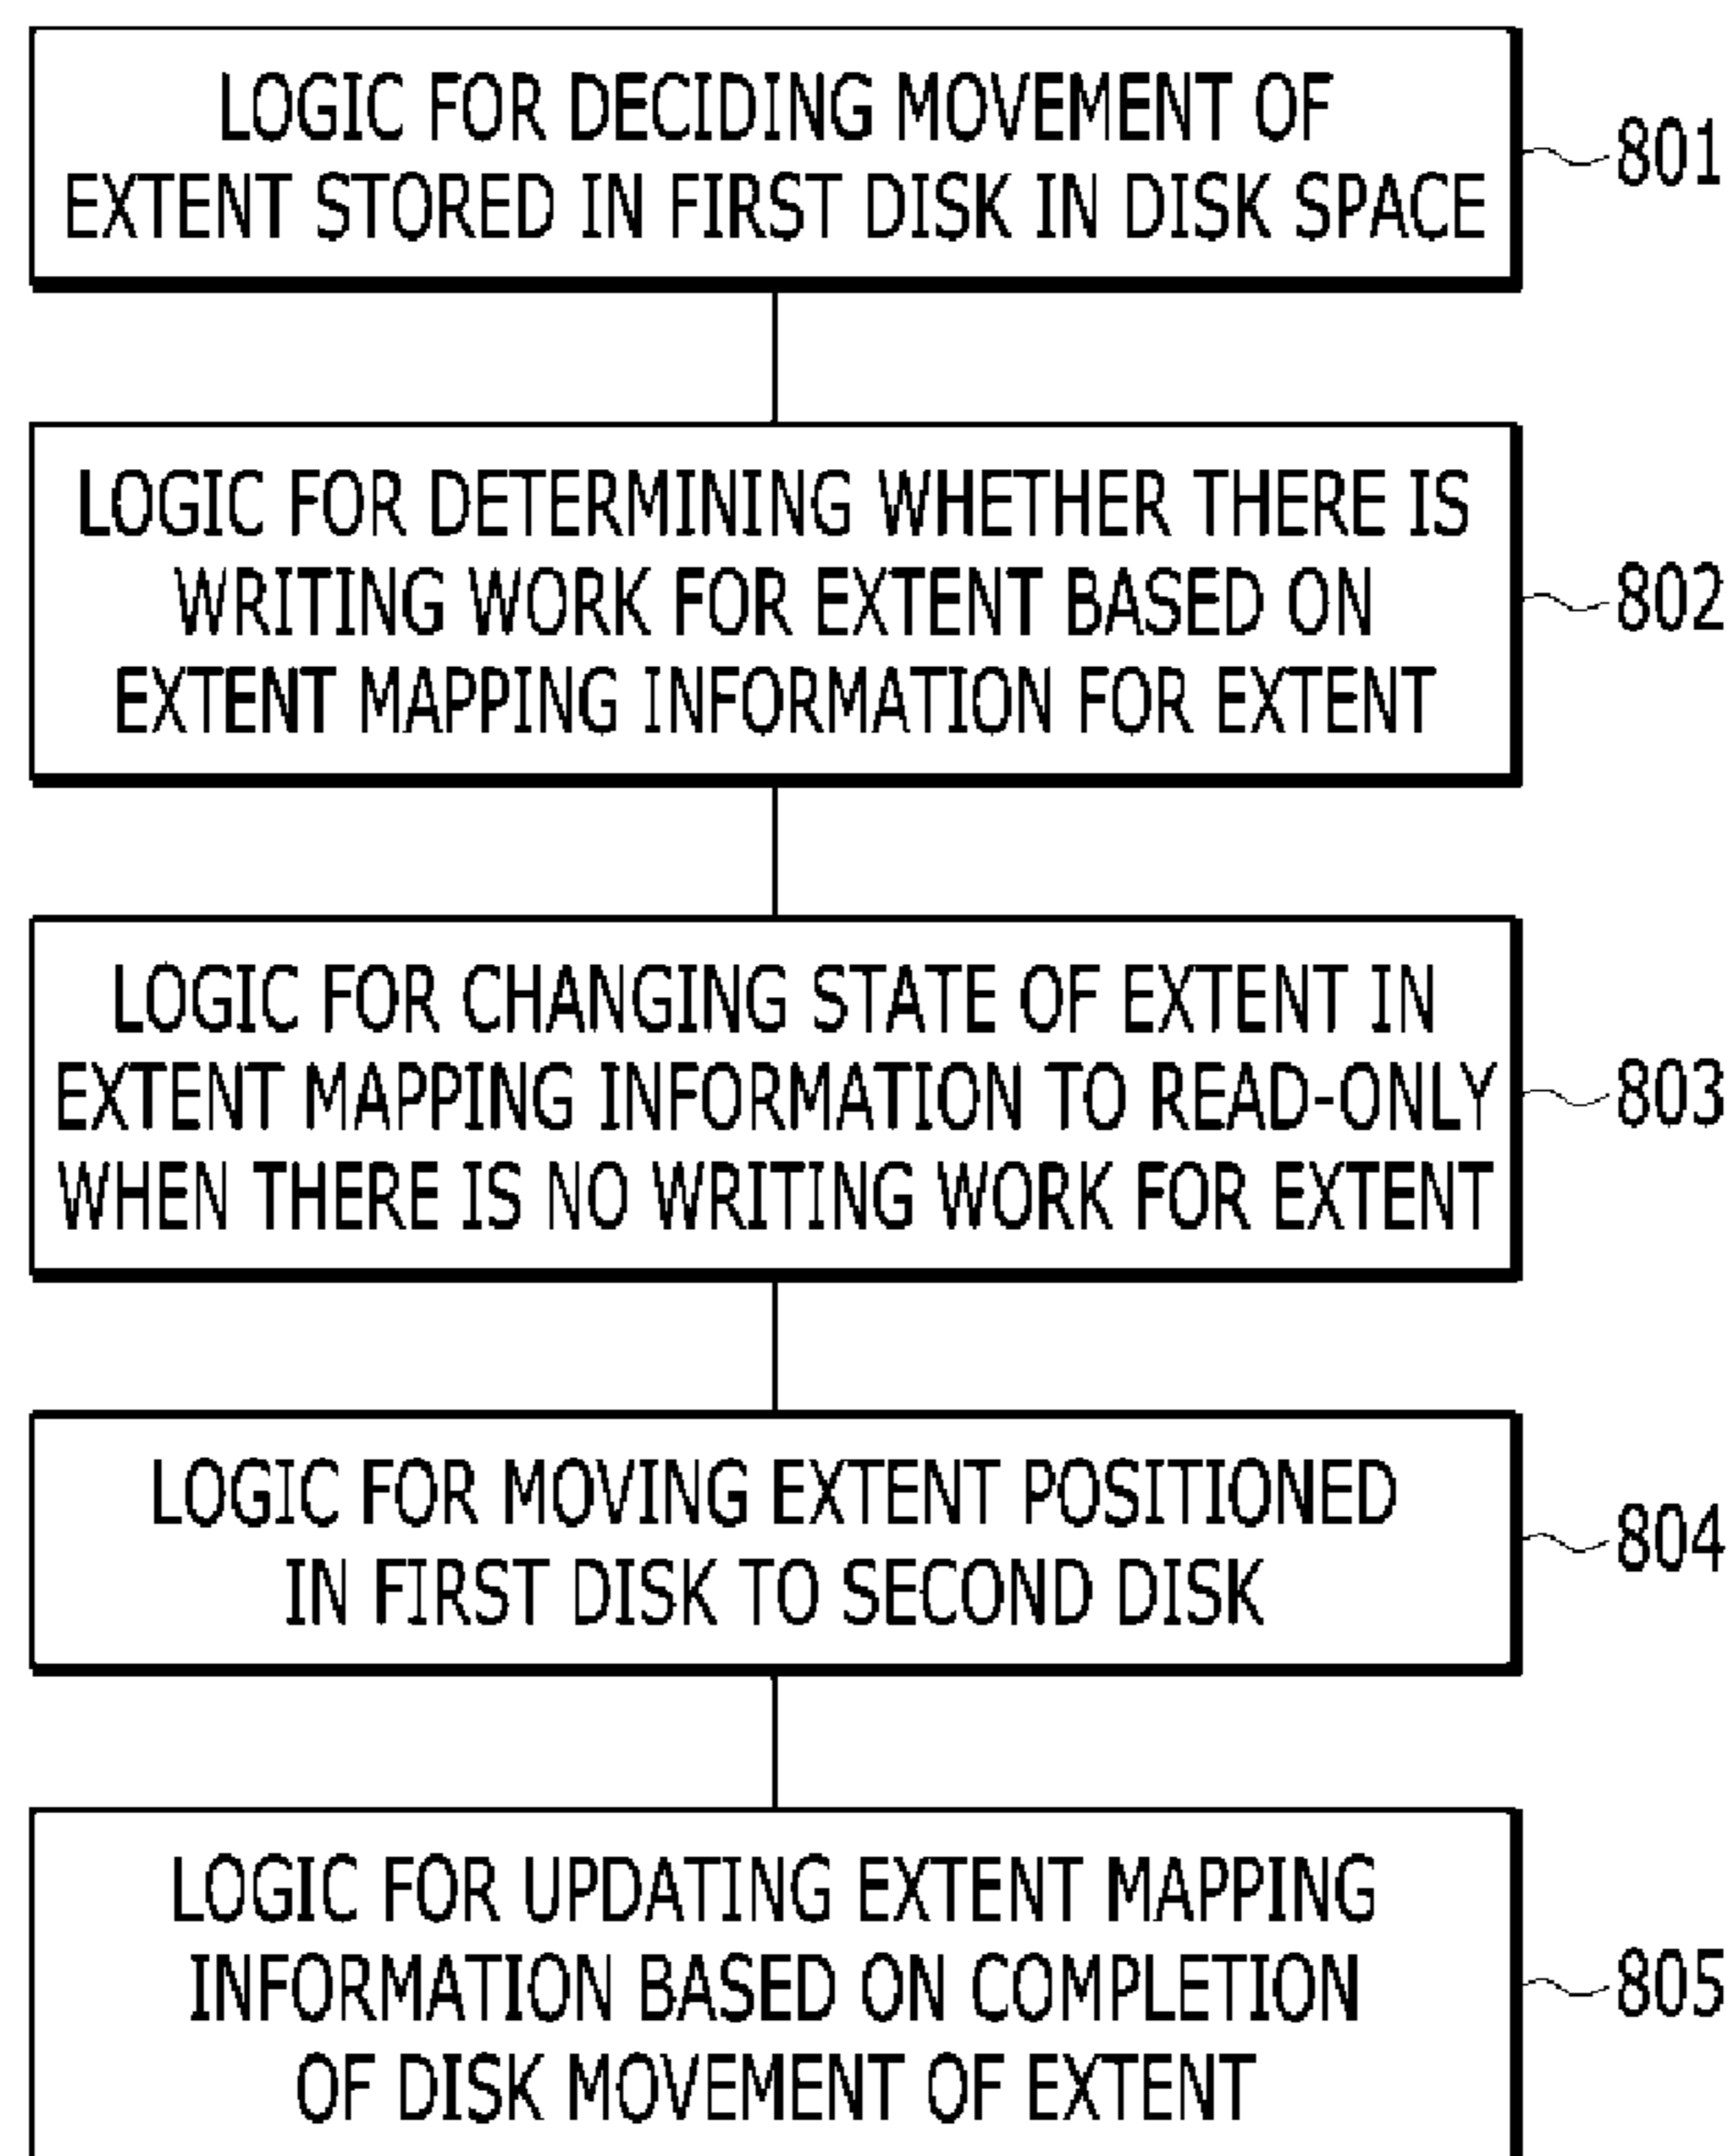 LOGIC FOR DECIDING MOVEMENT OF
EXTENT STORED IN FIRST DISK IN DISK SPACE
801
LOGIC FOR DETERMINING WHETHER THERE IS
WRITING WORK FOR EXTENT BASED ON
EXTENT MAPPING INFORMATION FOR EXTENT
802
LOGIC FOR CHANGING STATE OF EXTENT IN
EXTENT MAPPING INFORMATION TO READ-ONLY
WHEN THERE IS NO WRITING WORK FOR EXTENT
803
LOGIC FOR MOVING EXTENT POSITIONED
IN FIRST DISK TO SECOND DISK
804
LOGIC FOR UPDATING EXTENT MAPPING
INFORMATION BASED ON COMPLETION
OF DISK MOVEMENT OF EXTENT
805